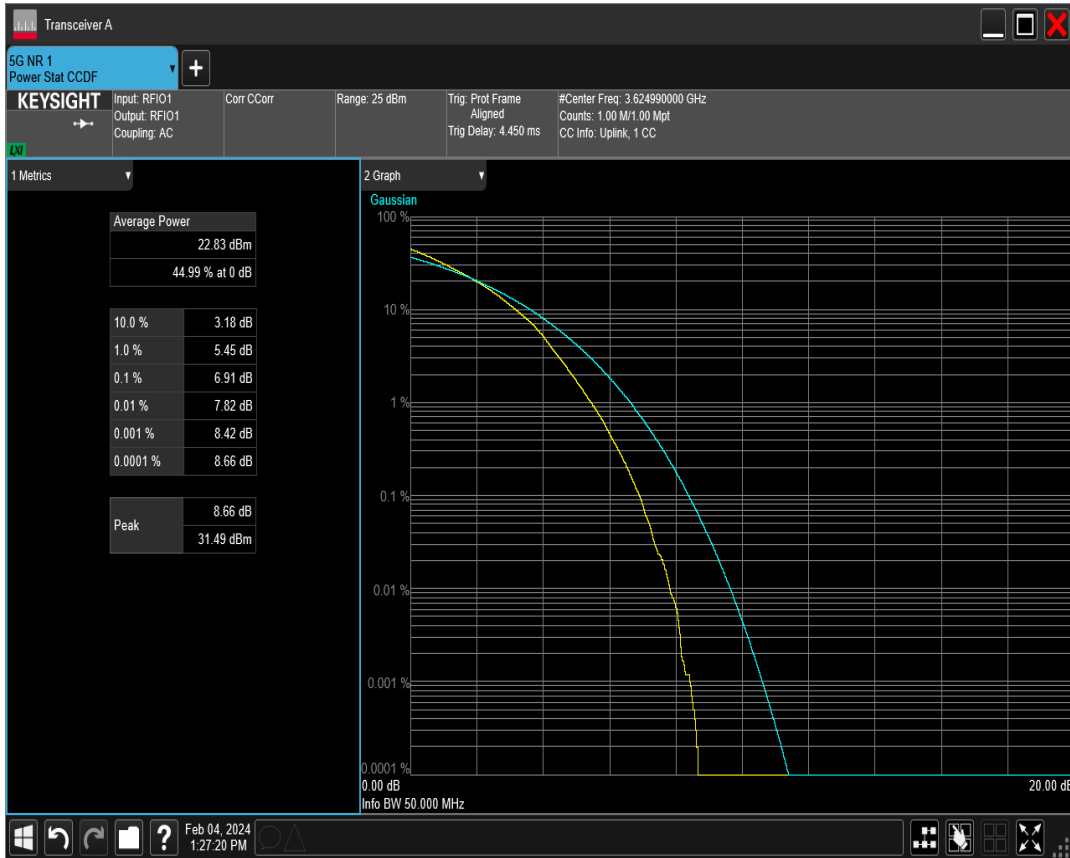 Transceiver A
5G NR 1
Power Stat CCDF
+
KEYSIGHT
LXI
Input: RFIO1
Output: RFIO1
Coupling: AC
Corr CCorr
Range: 25 dBm
Trig: Prot Frame
Aligned
Trig Delay: 4.450 ms
#Center Freq: 3.624990000 GHz
Counts: 1.00 M/1.00 Mpt
CC Info: Uplink, 1 CC
1 Metrics
Average Power
22.83 dBm
44.99 % at 0 dB
10.0 % 3.18 dB
1.0 % 5.45 dB
0.1 % 6.91 dB
0.01 % 7.82 dB
0.001 % 8.42 dB
0.0001 % 8.66 dB
Peak
8.66 dB
31.49 dBm
2 Graph
Gaussian
100 %
10 %
1 %
0.1 %
0.01 %
0.001 %
0.0001 %
0.00 dB 20.00 dB
Info BW 50.000 MHz
?
Feb 04, 2024
1:27:20 PM